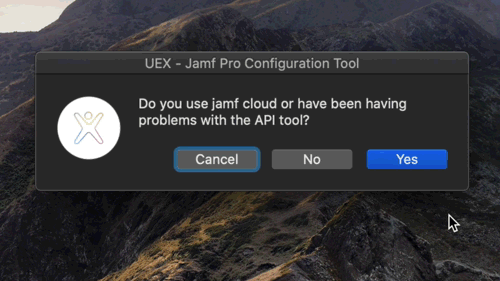 UEX - Jamf Pro Configuration Tool
Do you use jamf cloud or have been having
problems with the API tool?
Cancel No Yes